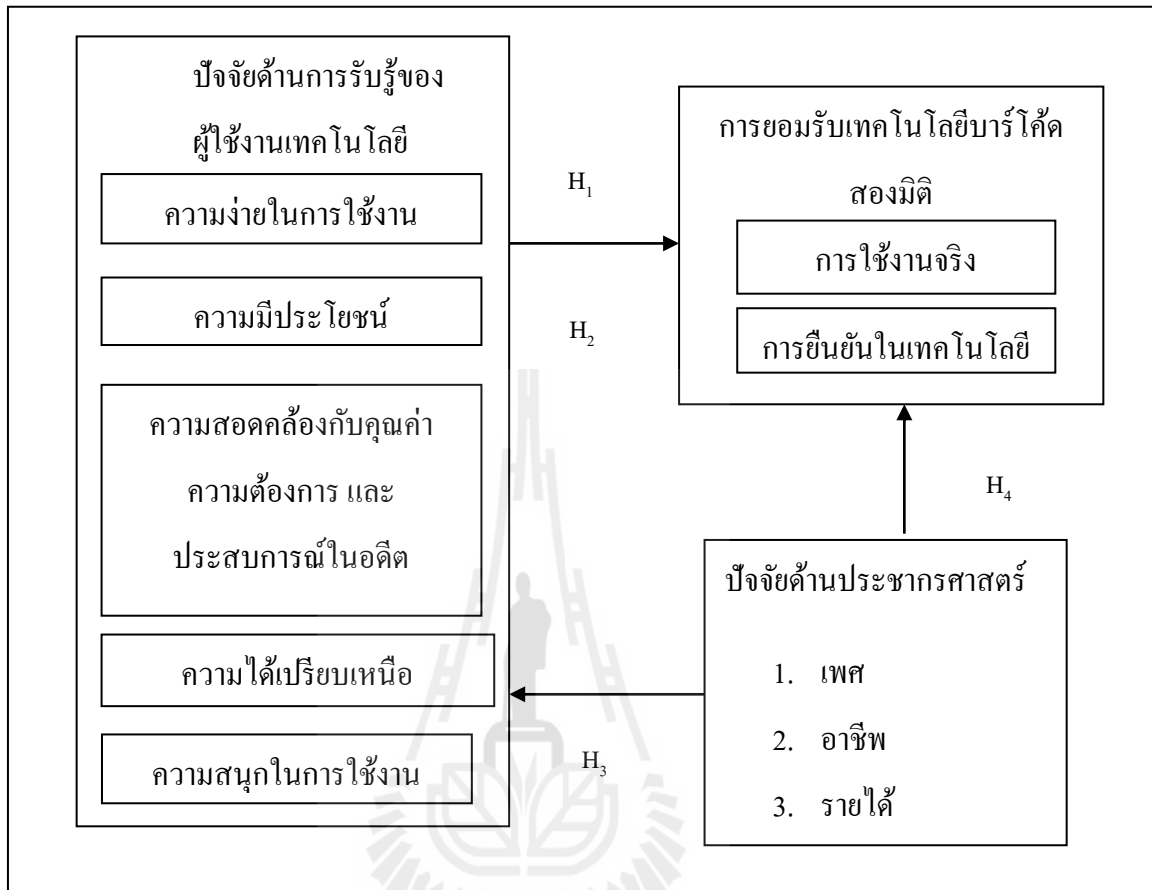 ปัจจัยด้านการรับรู้ของ
ผู้ใช้งานเทคโนโลยี
ความง่ายในการใช้งาน
ความมีประโยชน์
ความสอดคล้องกับคุณค่า
ความต้องการ และ
ประสบการณ์ในอดีต
ความได้เปรียบเหนือ
ความสนุกในการใช้งาน
H₁
H₂
H₃
การยอมรับเทคโนโลยีบาร์โค้ด
สองมิติ
การใช้งานจริง
การยืนยันในเทคโนโลยี
H₄
ปัจจัยด้านประชากรศาสตร์
1. เพศ
2. อาชีพ
3. รายได้